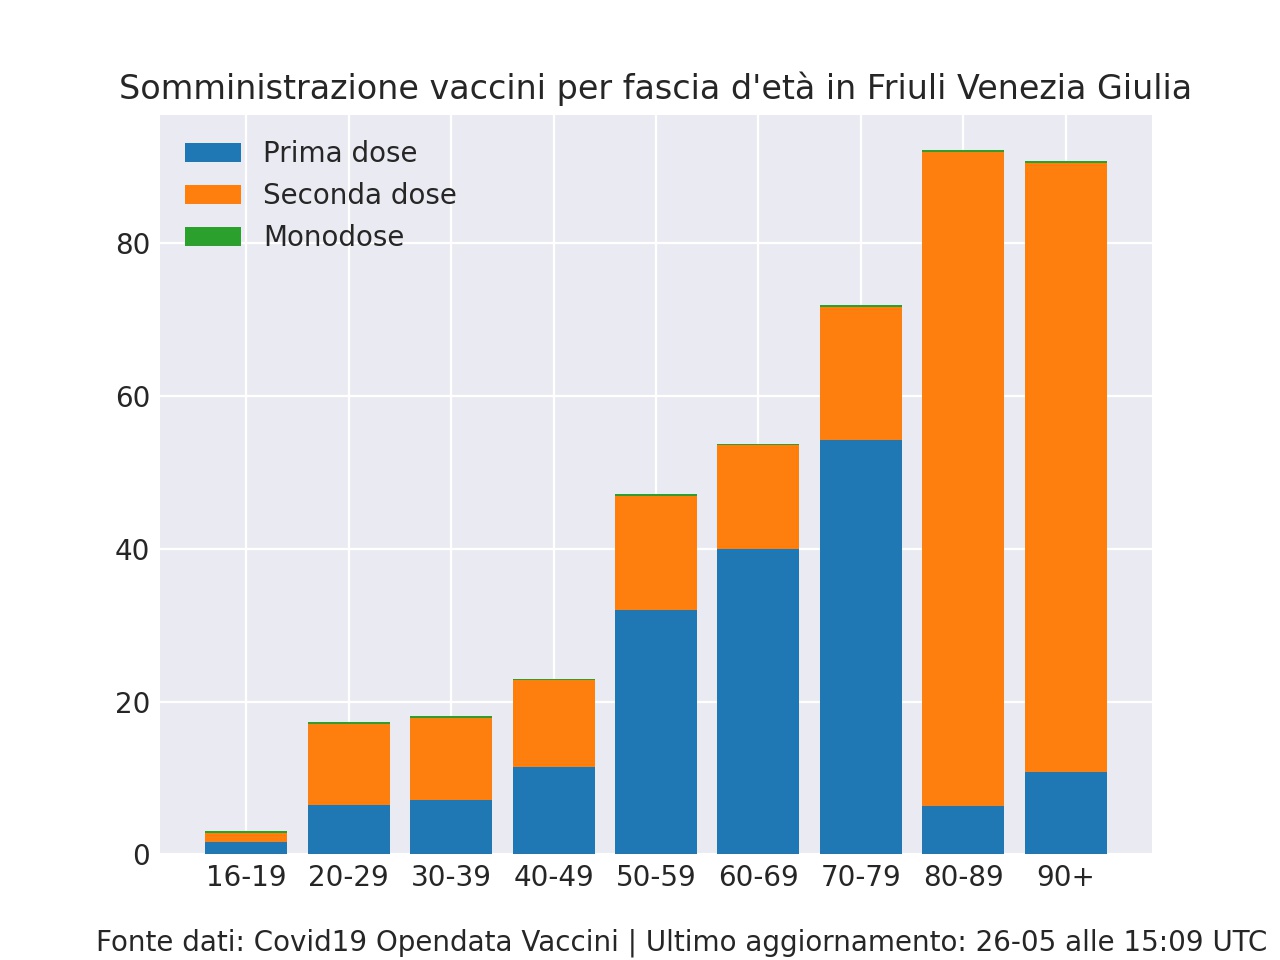 Somministrazione vaccini per fascia d'età in Friuli Venezia Giulia
Prima dose
Seconda dose
Monodose
80
60
40
20
0
16-19 20-29 30-39 40-49 50-59 60-69 70-79 80-89 90+
Fonte dati: Covid19 Opendata Vaccini | Ultimo aggiornamento: 26-05 alle 15:09 UTC